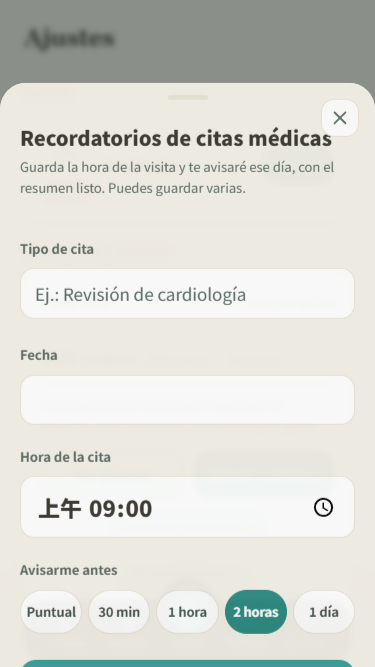 Ajustes
Recordatorios de citas médicas
Guarda la hora de la visita y te avisaré ese día, con el
resumen listo. Puedes guardar varias.
Tipo de cita
Ej.: Revisión de cardiología
Fecha
Hora de la cita
上午 09:00
Avisarme antes
Puntual 30 min 1 hora 2 horas 1 día